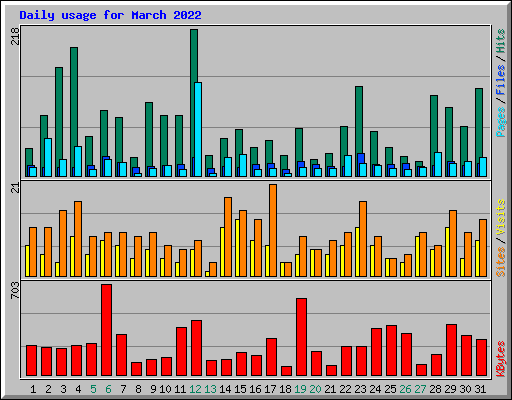 Daily usage for March 2022
218
Pages / Files / Hits
21
Sites / Visits
703
KBytes
1 2 3 4 5 6 7 8 9 10 11 12 13 14 15 16 17 18 19 20 21 22 23 24 25 26 27 28 29 30 31